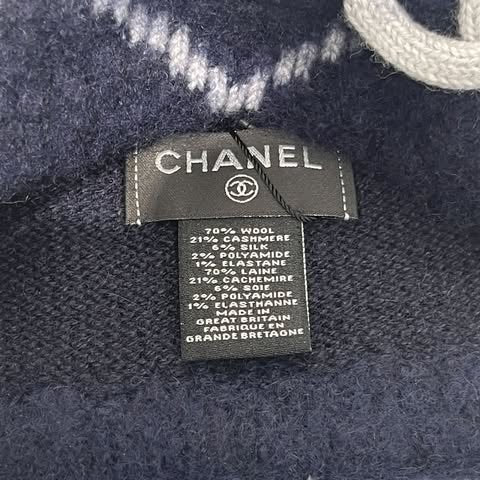 CHANEL
70% WOOL
21% CASHMERE
6% SILK
2% POLYAMIDE
1% ELASTANE
70% LAINE
21% CACHEMIRE
6% SOIE
2% POLYAMIDE
1% ELASTHANNE
MADE IN
GREAT BRITAIN
FABRIQUE EN
GRANDE BRETAGNE